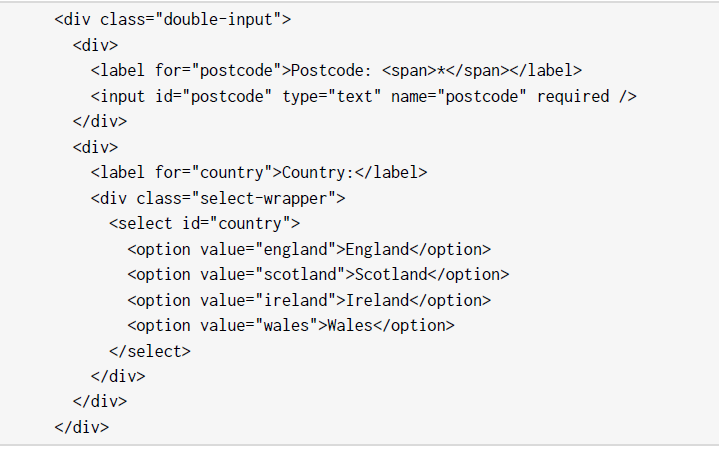 <div class="double-input">
<div>
<label for="postcode">Postcode: <span>*</span></label>
<input id="postcode" type="text" name="postcode" required />
</div>
<div>
<label for="country">Country:</label>
<div class="select-wrapper">
<select id="country">
<option value="england">England</option>
<option value="scotland">Scotland</option>
<option value="ireland">Ireland</option>
<option value="wales">Wales</option>
</select>
</div>
</div>
</div>